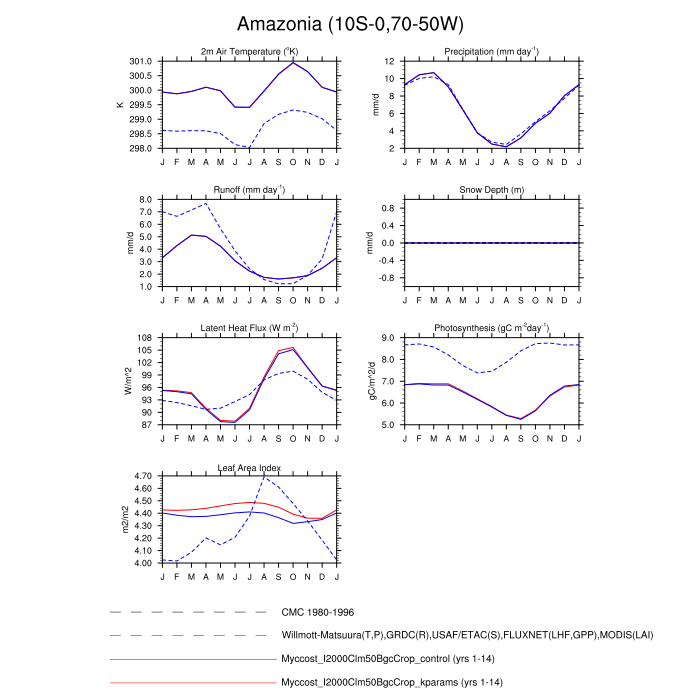 Amazonia (10S-0,70-50W)
2m Air Temperature (°K)
K
301.0
300.5
300.0
299.5
299.0
298.5
298.0
J F M A M J J A S O N D J
Precipitation (mm day⁻¹)
mm/d
12
10
8
6
4
2
J F M A M J J A S O N D J
Runoff (mm day⁻¹)
mm/d
8.0
7.0
6.0
5.0
4.0
3.0
2.0
1.0
J F M A M J J A S O N D J
Snow Depth (m)
mm/d
0.8
0.4
0.0
-0.4
-0.8
J F M A M J J A S O N D J
Latent Heat Flux (W m⁻²)
W/m^2
108
105
102
99
96
93
90
87
J F M A M J J A S O N D J
Photosynthesis (gC m⁻²day⁻¹)
gC/m^2/d
9.0
8.0
7.0
6.0
5.0
J F M A M J J A S O N D J
Leaf Area Index
m2/m2
4.70
4.60
4.50
4.40
4.30
4.20
4.10
4.00
J F M A M J J A S O N D J
CMC 1980-1996
Willmott-Matsuura(T,P),GRDC(R),USAF/ETAC(S),FLUXNET(LHF,GPP),MODIS(LAI)
Myccost_I2000Clm50BgcCrop_control (yrs 1-14)
Myccost_I2000Clm50BgcCrop_kparams (yrs 1-14)